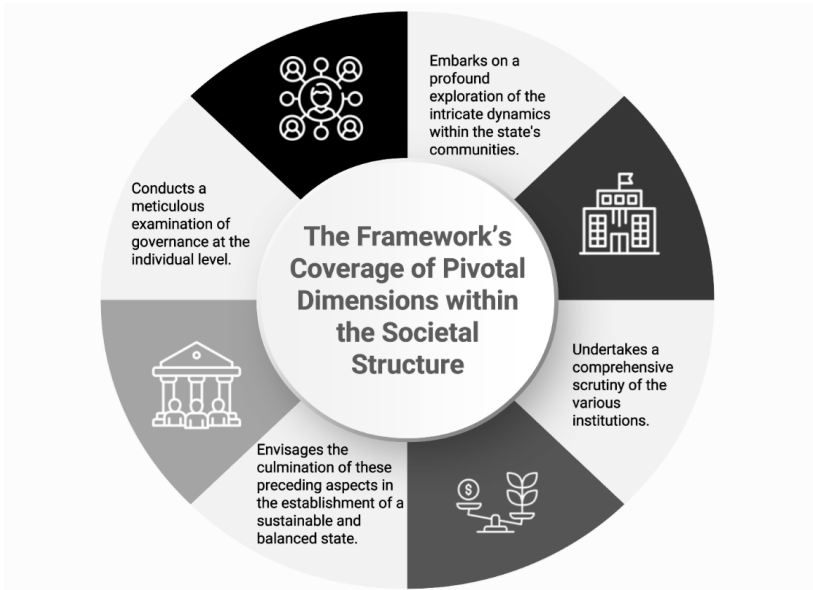 The Framework’s
Coverage of Pivotal
Dimensions within
the Societal
Structure
Embarks on a
profound
exploration of the
intricate dynamics
within the state's
communities.
Undertakes a
comprehensive
scrutiny of the
various
institutions.
Envisages the
culmination of these
preceding aspects in
the establishment of a
sustainable and
balanced state.
Conducts a
meticulous
examination of
governance at the
individual level.
$